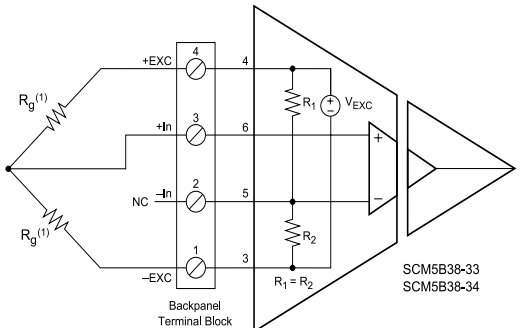 +EXC 4 4
Rg(1)
R1 + − VEXC
+In 3 6
+
−In
NC 2 5
−
Rg(1)
R2
1 3
−EXC
R1 = R2
SCM5B38-33
SCM5B38-34
Backpanel
Terminal Block